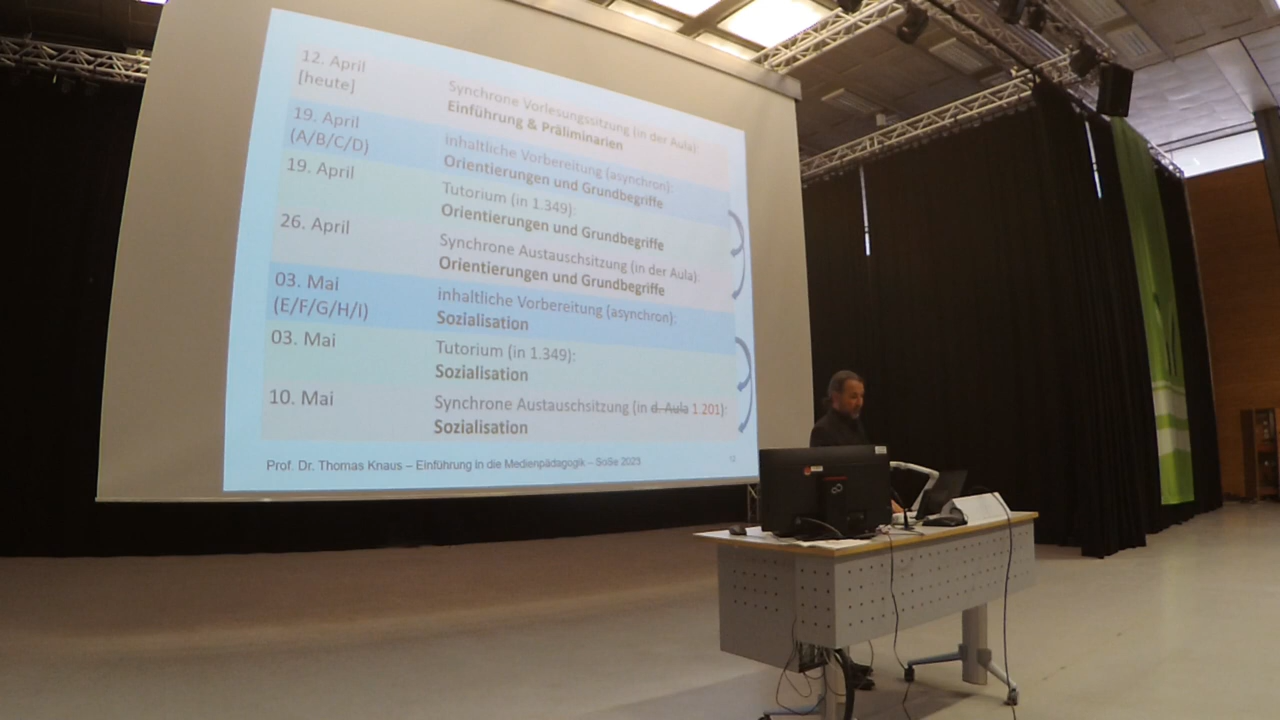 12. April
[heute]
Synchrone Vorlesungssitzung (in der Aula):
Einführung & Präliminarien
19. April
(A/B/C/D)
inhaltliche Vorbereitung (asynchron):
Orientierungen und Grundbegriffe
19. April
Tutorium (in 1.349):
Orientierungen und Grundbegriffe
26. April
Synchrone Austauschsitzung (in der Aula):
Orientierungen und Grundbegriffe
03. Mai
(E/F/G/H/I)
inhaltliche Vorbereitung (asynchron):
Sozialisation
03. Mai
Tutorium (in 1.349):
Sozialisation
10. Mai
Synchrone Austauschsitzung (in d. Aula 1.201):
Sozialisation
Prof. Dr. Thomas Knaus – Einführung in die Medienpädagogik – SoSe 2023